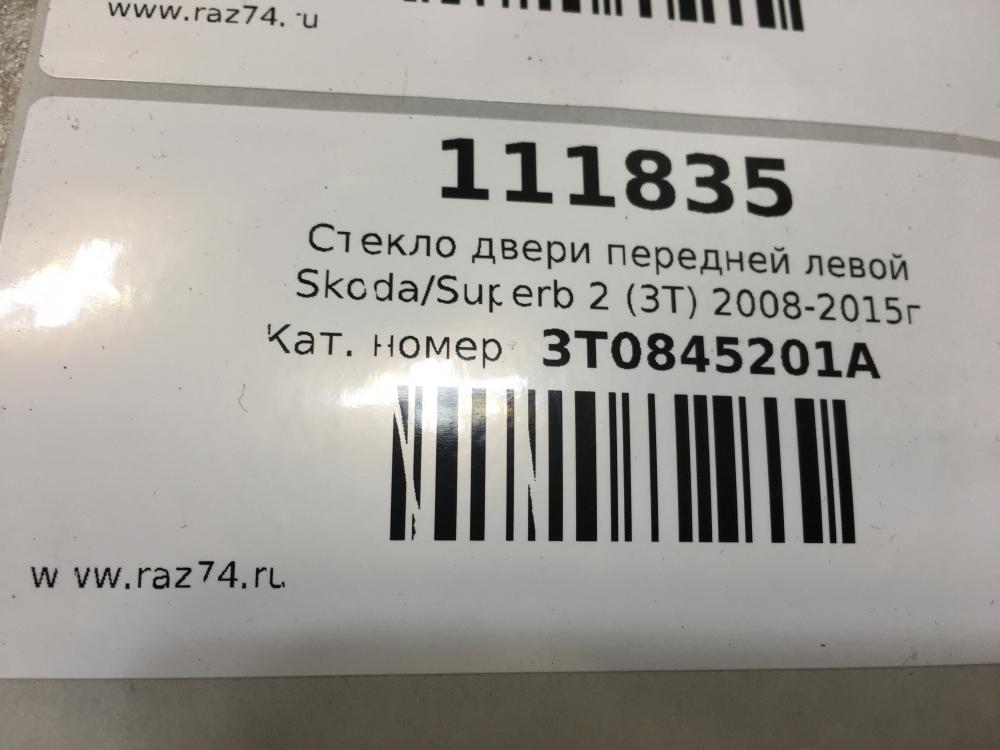 www.raz74.ru
111835
Стекло двери передней левой
Skoda/Superb 2 (3T) 2008-2015г
Кат. номер 3T0845201A
www.raz74.ru